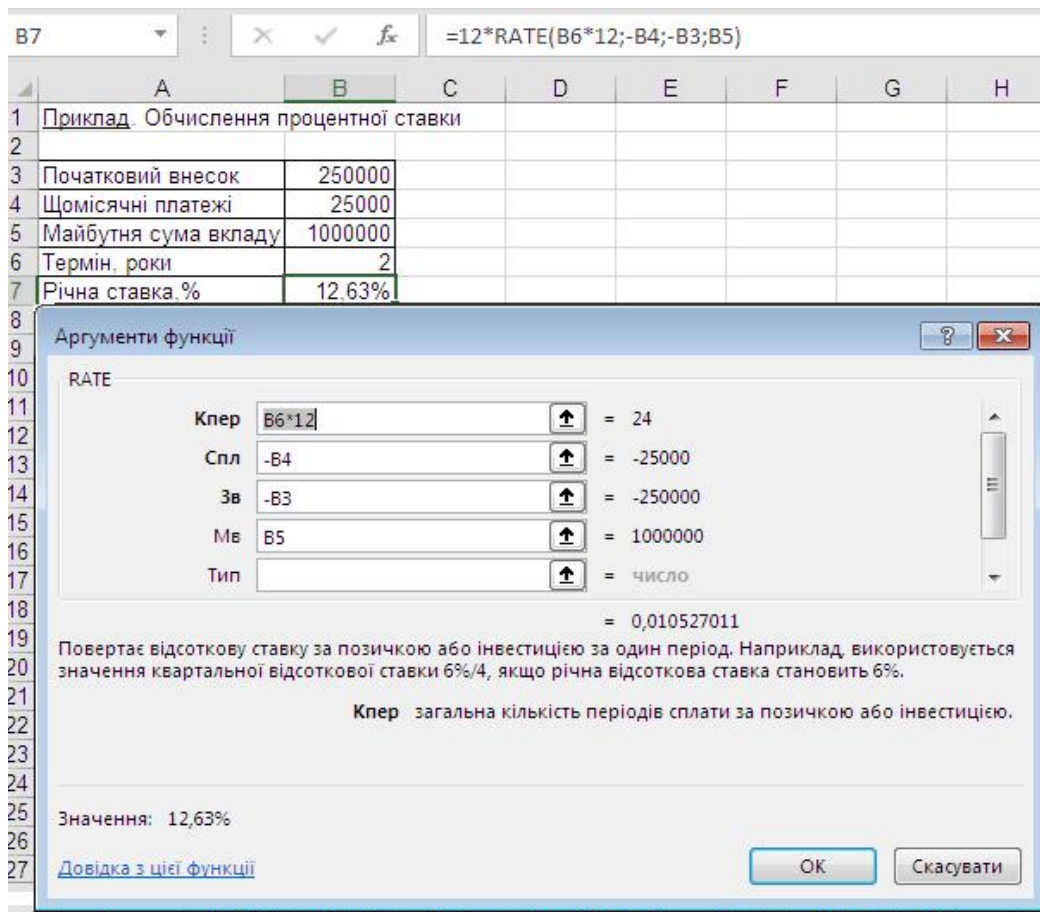 B7 fx =12*RATE(B6*12;-B4;-B3;B5)
A B C D E F G H
1 Приклад. Обчислення процентної ставки
2
3 Початковий внесок 250000
4 Щомісячні платежі 25000
5 Майбутня сума вкладу 1000000
6 Термін, роки 2
7 Річна ставка,% 12,63%
8
9 Аргументи функції
10 RATE
11 Кпер B6*12 = 24
12
13 Спл -B4 = -25000
14 Зв -B3 = -250000
15
16 Мв B5 = 1000000
17 Тип = число
18 = 0,010527011
19 Повертає відсоткову ставку за позичкою або інвестицією за один період. Наприклад, використовується
20 значення квартальної відсоткової ставки 6%/4, якщо річна відсоткова ставка становить 6%.
21
22 Кпер загальна кількість періодів сплати за позичкою або інвестицією.
23
24
25 Значення: 12,63%
26
27 Довідка з цієї функції OK Скасувати